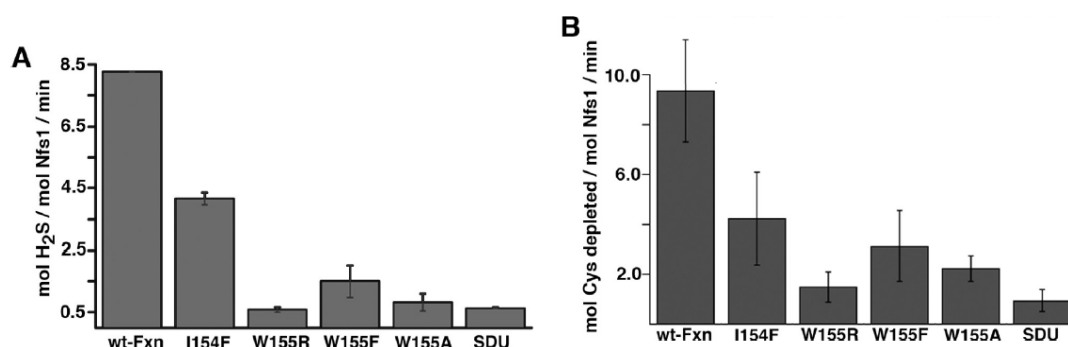 A
mol H₂S / mol Nfs1 / min
8.5
6.5
4.5
2.5
0.5
wt-Fxn I154F W155R W155F W155A SDU
B
mol Cys depleted / mol Nfs1 / min
10.0
6.0
2.0
wt-Fxn I154F W155R W155F W155A SDU